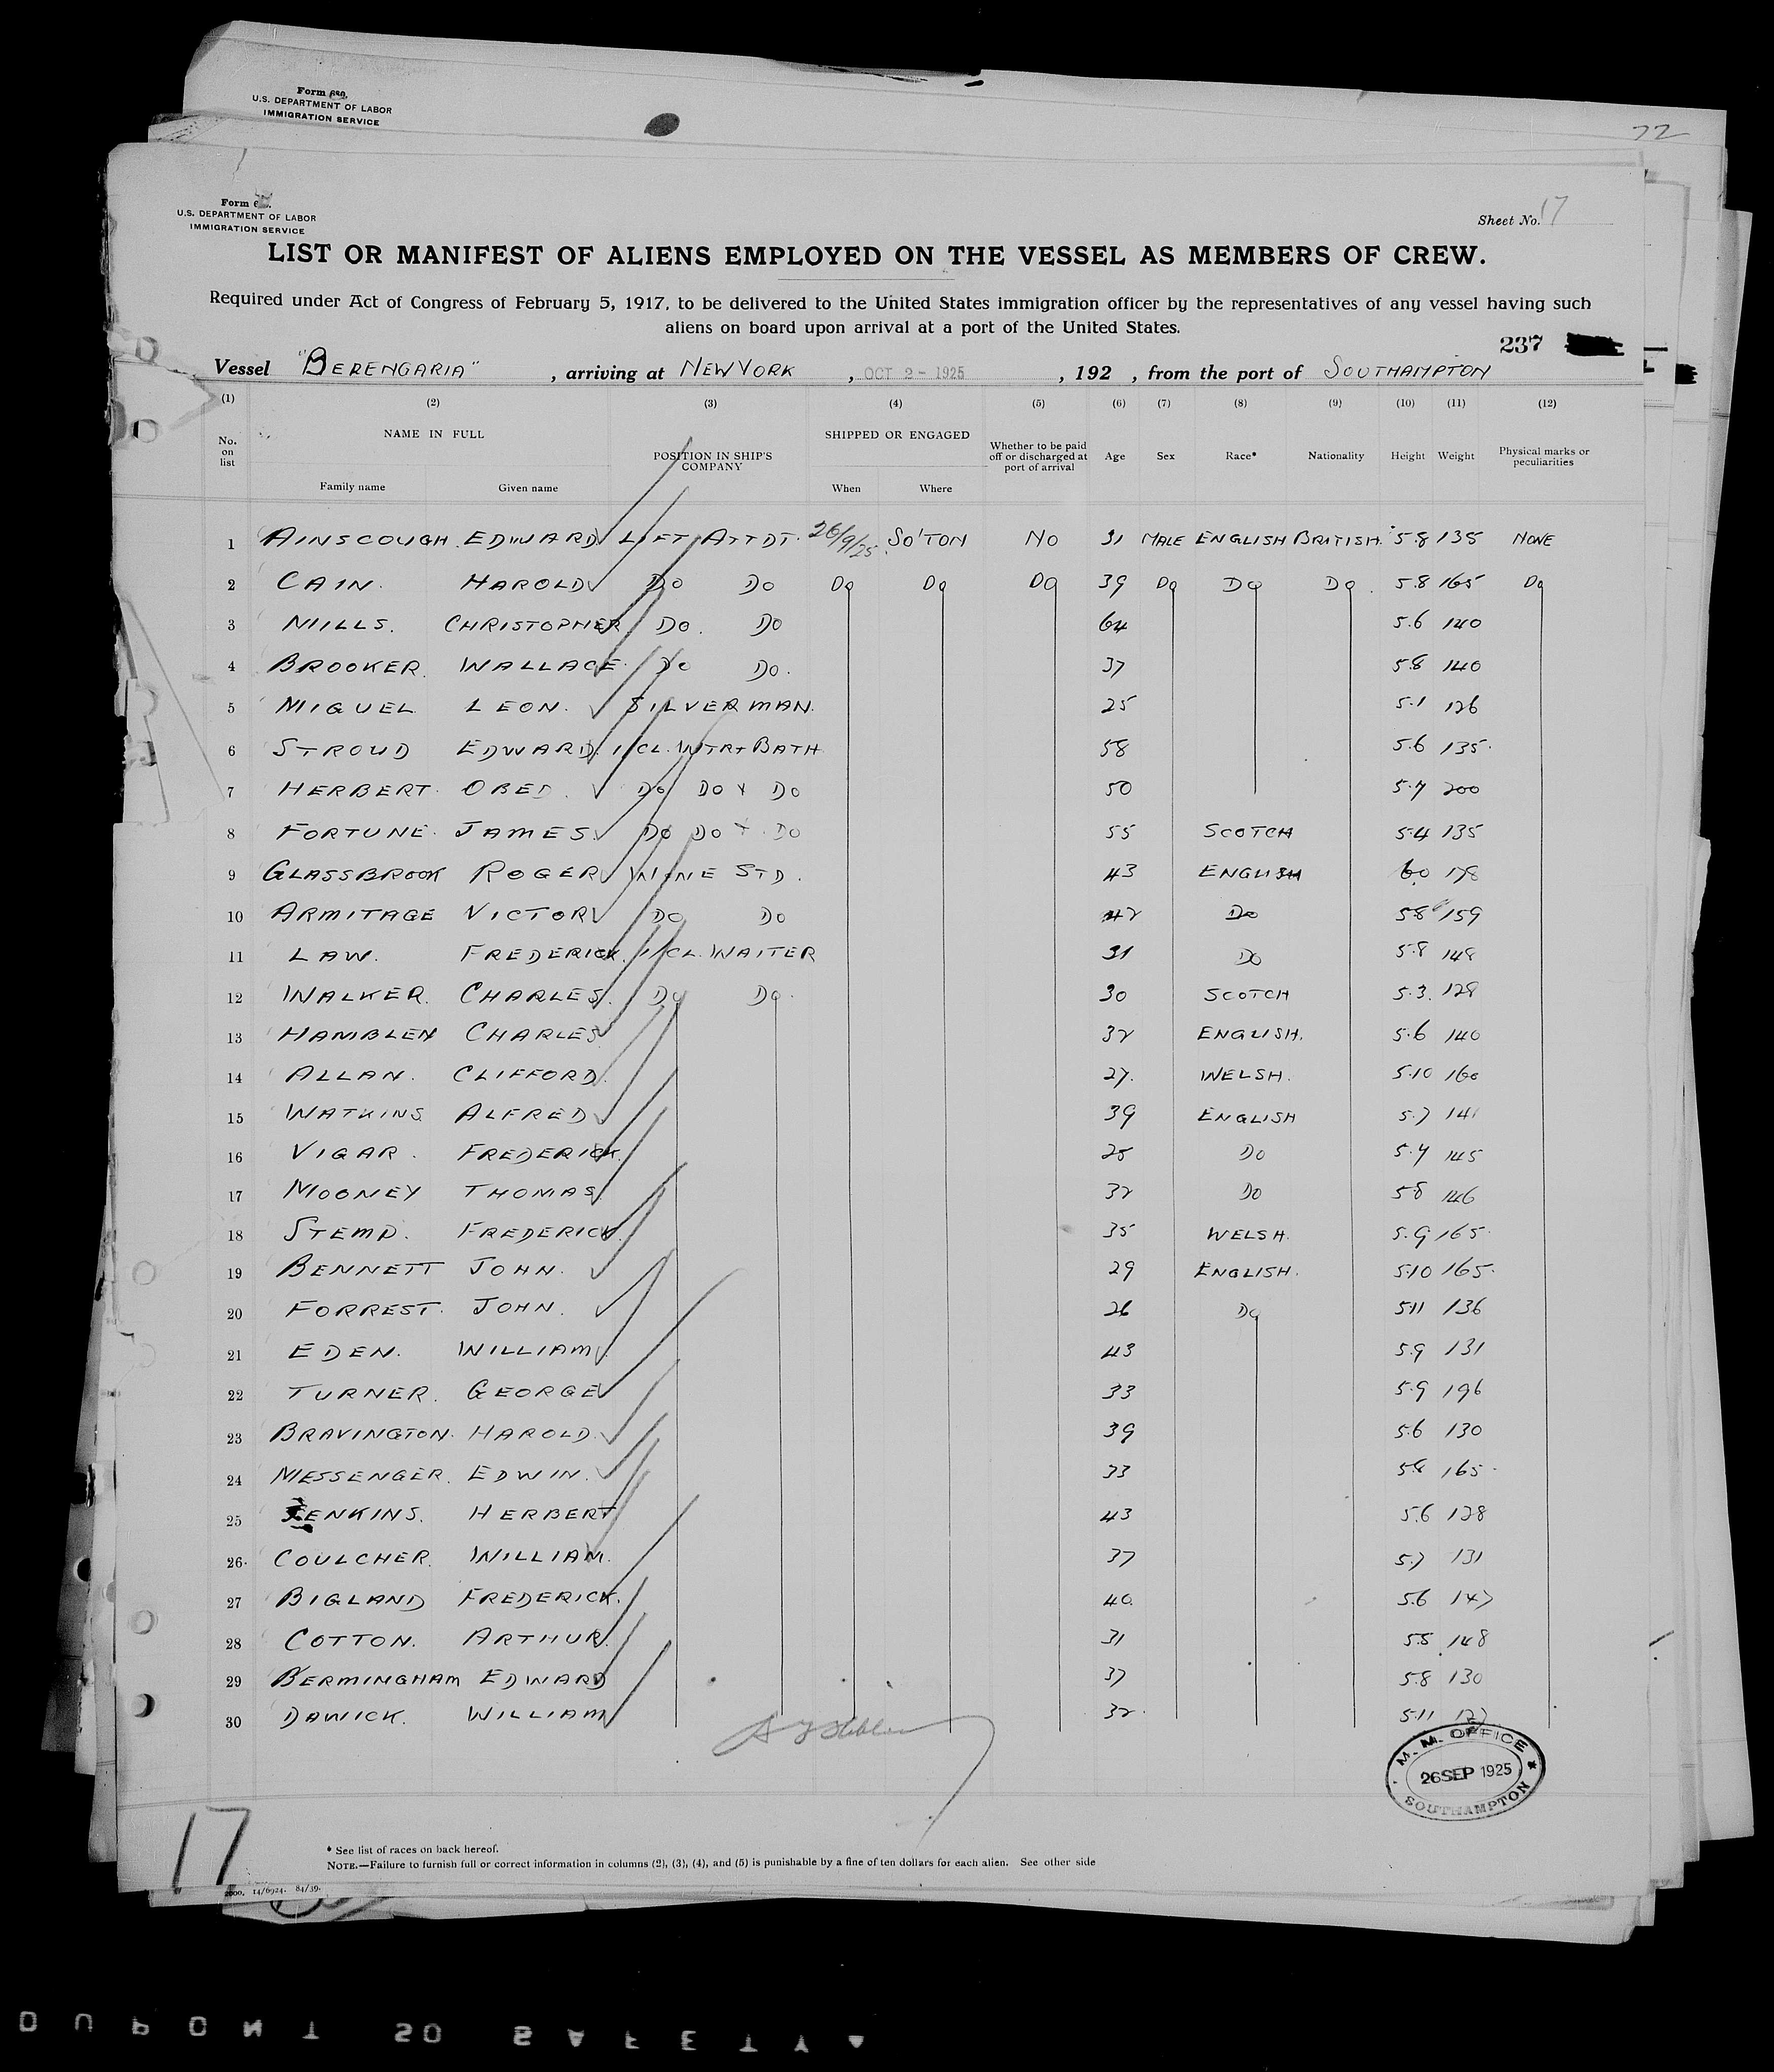 Form 680.
U.S. DEPARTMENT OF LABOR
IMMIGRATION SERVICE
22
Form
U.S. DEPARTMENT OF LABOR
IMMIGRATION SERVICE
Sheet No. 17
LIST OR MANIFEST OF ALIENS EMPLOYED ON THE VESSEL AS MEMBERS OF CREW.
Required under Act of Congress of February 5, 1917, to be delivered to the United States immigration officer by the representatives of any vessel having such
aliens on board upon arrival at a port of the United States.
237
Vessel "BERENGARIA", arriving at NEW YORK, OCT 2 - 1925, 192 , from the port of SOUTHAMPTON
(1) (2) (3) (4) (5) (6) (7) (8) (9) (10) (11) (12)
No. on list NAME IN FULL Family name Given name POSITION IN SHIP'S COMPANY SHIPPED OR ENGAGED When Where Whether to be paid off or discharged at port of arrival Age Sex Race* Nationality Height Weight Physical marks or peculiarities
1 AINSCOUGH EDWARD LIFT ATTDT. 26/9/25 SO'TON NO 31 MALE ENGLISH BRITISH 5.8 135 NONE
2 CAIN. HAROLD DO DO DO DO DO 39 DO DO DO 5.8 165 DO
3 MILLS. CHRISTOPHER DO. DO 64 5.6 140
4 BROOKER. WALLACE DO DO. 37 5.8 140
5 MIGUEL LEON. SILVERMAN. 25 5.1 126
6 STROUD EDWARD 1/CL. WTR + BATH 58 5.6 135.
7 HERBERT OBED. DO DO + DO 50 5.7 200
8 FORTUNE JAMES DO DO + DO 55 SCOTCH 5.4 135
9 GLASSBROOK ROGER WINE STD. 43 ENGLISH 6.0 178
10 ARMITAGE VICTOR DO DO 42 DO 5.8 159
11 LAW. FREDERICK. 1/CL. WAITER 31 DO 5.8 148
12 WALKER. CHARLES. DO DO. 30 SCOTCH 5.3. 128
13 HAMBLEN CHARLES 32 ENGLISH. 5.6 140
14 ALLAN. CLIFFORD. 27. WELSH. 5.10 160
15 WATKINS ALFRED 39 ENGLISH 5.7 141
16 VIGAR. FREDERICK. 28 DO 5.7 145
17 MOONEY THOMAS. 32 DO 5.8 146
18 STEMP. FREDERICK. 35 WELSH. 5.9 165.
19 BENNETT JOHN. 29 ENGLISH. 5.10 165.
20 FORREST. JOHN. 26 DO 5.11 136
21 EDEN. WILLIAM 43 5.9 131
22 TURNER. GEORGE 33 5.9 196
23 BRAVINGTON. HAROLD. 39 5.6 130
24 MESSENGER. EDWIN. 33 5.8 165.
25 JENKINS. HERBERT 43 5.6 128
26. COULCHER. WILLIAM. 37 5.7 131
27 BIGLAND FREDERICK. 40. 5.6 147
28 COTTON. ARTHUR. 31 5.5 148
29 BERMINGHAM EDWARD 37 5.8 130
30 DAWICK. WILLIAM 32. 5.11 127
M. M. OFFICE
26 SEP 1925
SOUTHAMPTON
17
* See list of races on back hereof.
NOTE.—Failure to furnish full or correct information in columns (2), (3), (4), and (5) is punishable by a fine of ten dollars for each alien. See other side
2000. 14/6924. 84/39.
DUPONT SO SAFETY